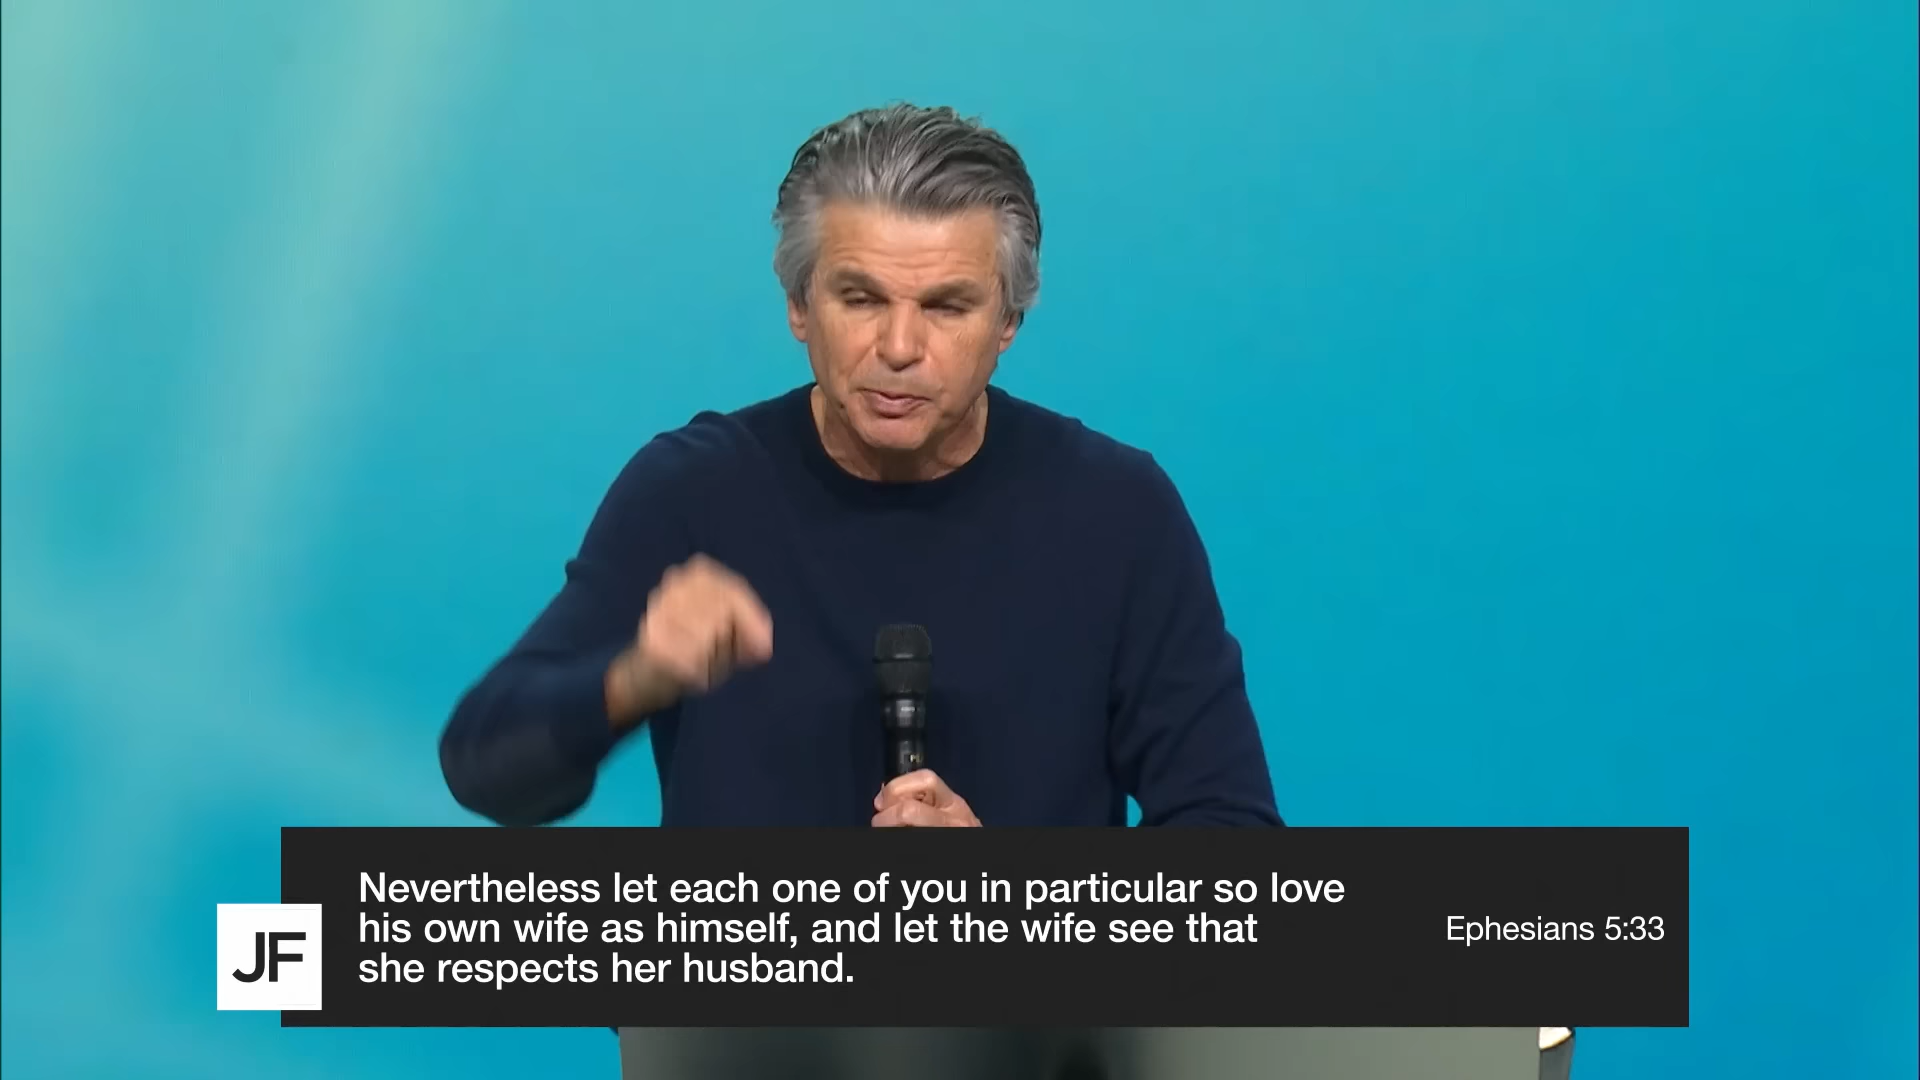 Nevertheless let each one of you in particular so love
his own wife as himself, and let the wife see that
she respects her husband.
Ephesians 5:33
JF